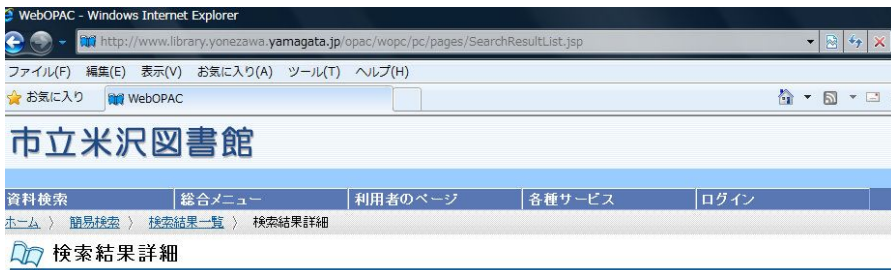 WebOPAC - Windows Internet Explorer
http://www.library.yonezawa.yamagata.jp/opac/wopc/pc/pages/SearchResultList.jsp
ファイル(F) 編集(E) 表示(V) お気に入り(A) ツール(T) ヘルプ(H)
お気に入り WebOPAC
市立米沢図書館
資料検索 総合メニュー 利用者のページ 各種サービス ログイン
ホーム 〉 簡易検索 〉 検索結果一覧 〉 検索結果詳細
検索結果詳細